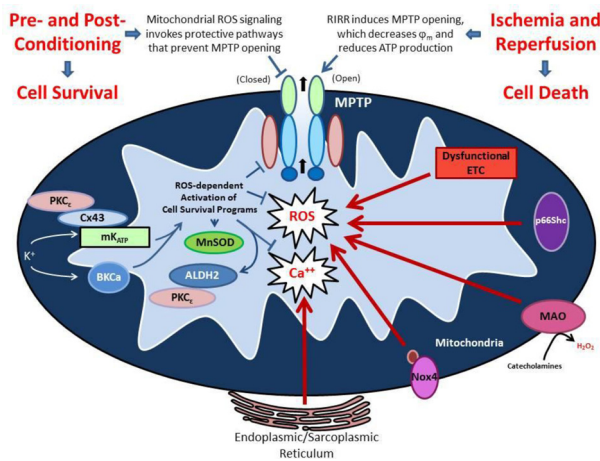 Pre- and Post-
Conditioning
Cell Survival
Mitochondrial ROS signaling
invokes protective pathways
that prevent MPTP opening
RIRR induces MPTP opening,
which decreases φm and
reduces ATP production
Ischemia and
Reperfusion
Cell Death
(Closed)
(Open)
MPTP
Dysfunctional
ETC
ROS-dependent
Activation of
Cell Survival Programs
PKCε
Cx43
mKATP
K+
BKCa
MnSOD
ALDH2
PKCε
ROS
Ca++
p66Shc
MAO
H2O2
Catecholamines
Mitochondria
Nox4
Endoplasmic/Sarcoplasmic
Reticulum